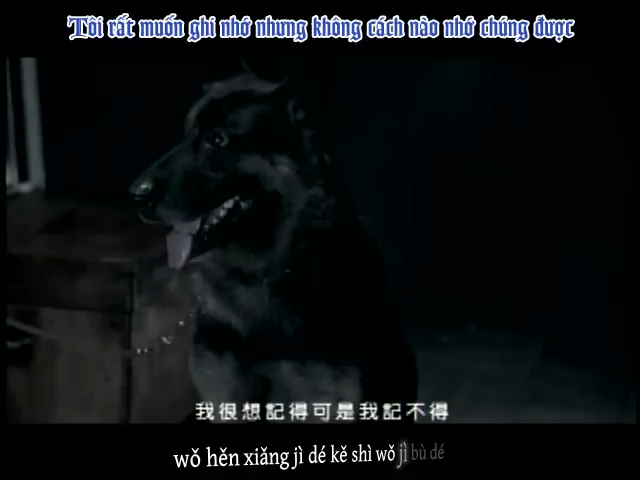 Tôi rất muốn ghi nhớ nhưng không cách nào nhớ chúng được
我很想記得可是我記不得
wǒ hěn xiǎng jì dé kě shì wǒ jì bù dé